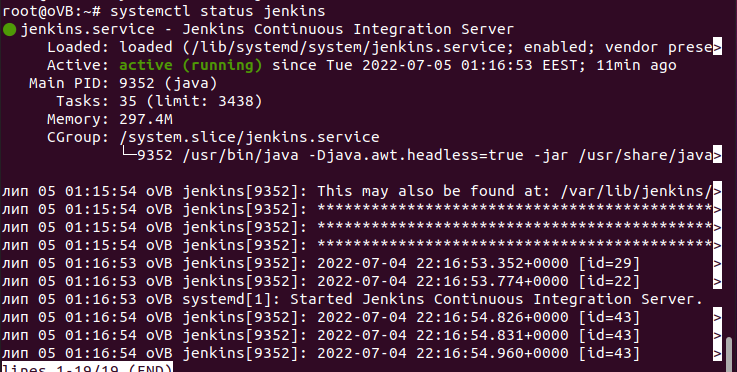 root@oVB:~# systemctl status jenkins
● jenkins.service - Jenkins Continuous Integration Server
Loaded: loaded (/lib/systemd/system/jenkins.service; enabled; vendor prese>
Active: active (running) since Tue 2022-07-05 01:16:53 EEST; 11min ago
Main PID: 9352 (java)
Tasks: 35 (limit: 3438)
Memory: 297.4M
CGroup: /system.slice/jenkins.service
└─9352 /usr/bin/java -Djava.awt.headless=true -jar /usr/share/java>
лип 05 01:15:54 oVB jenkins[9352]: This may also be found at: /var/lib/jenkins/>
лип 05 01:15:54 oVB jenkins[9352]: ********************************************>
лип 05 01:15:54 oVB jenkins[9352]: ********************************************>
лип 05 01:15:54 oVB jenkins[9352]: ********************************************>
лип 05 01:16:53 oVB jenkins[9352]: 2022-07-04 22:16:53.352+0000 [id=29] >
лип 05 01:16:53 oVB jenkins[9352]: 2022-07-04 22:16:53.774+0000 [id=22] >
лип 05 01:16:53 oVB systemd[1]: Started Jenkins Continuous Integration Server.
лип 05 01:16:54 oVB jenkins[9352]: 2022-07-04 22:16:54.826+0000 [id=43] >
лип 05 01:16:54 oVB jenkins[9352]: 2022-07-04 22:16:54.831+0000 [id=43] >
лип 05 01:16:54 oVB jenkins[9352]: 2022-07-04 22:16:54.960+0000 [id=43] >
lines 1-19/19 (END)